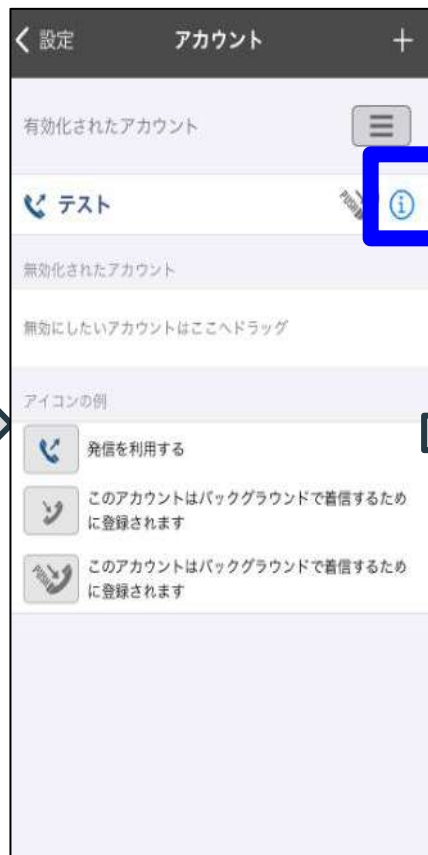 設定
アカウント
+
有効化されたアカウント
テスト
PUSH
無効化されたアカウント
無効にしたいアカウントはここへドラッグ
アイコンの例
発信を利用する
このアカウントはバックグラウンドで着信するため
に登録されます
PUSH
このアカウントはバックグラウンドで着信するため
に登録されます